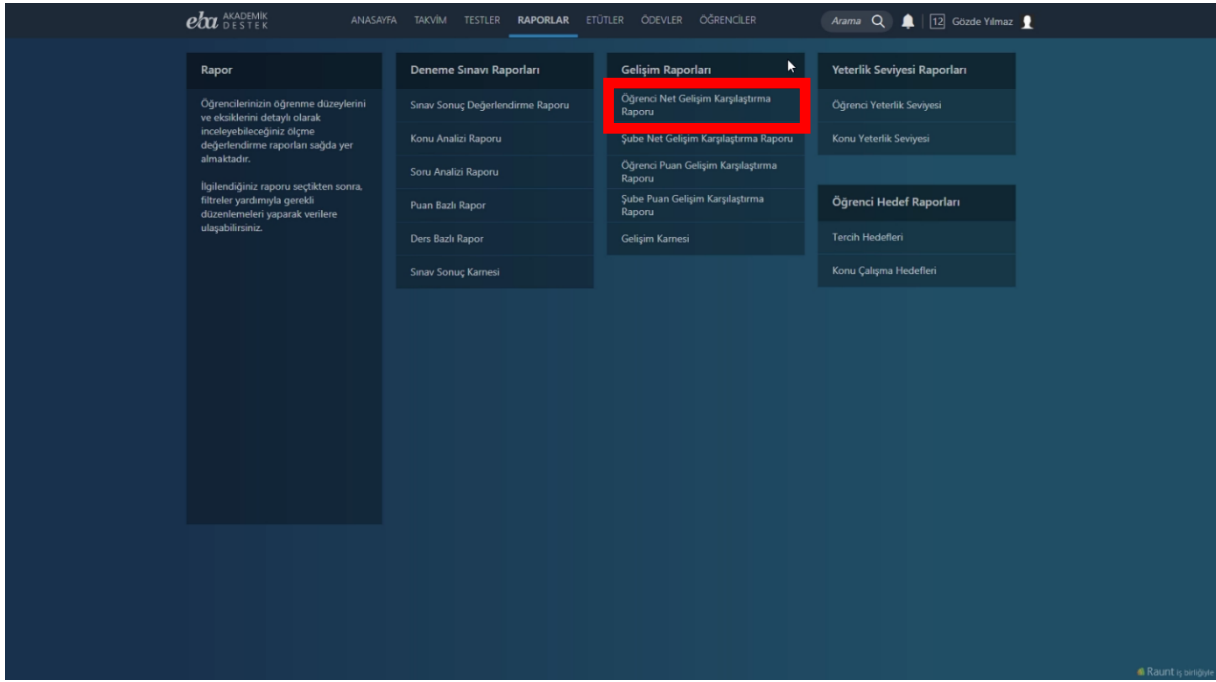 eba AKADEMİK DESTEK
ANASAYFA TAKVİM TESTLER RAPORLAR ETÜTLER ÖDEVLER ÖĞRENCİLER Arama 12 Gözde Yılmaz
Rapor
Öğrencilerinizin öğrenme düzeylerini
ve eksiklerini detaylı olarak
inceleyebileceğiniz ölçme
değerlendirme raporları sağda yer
almaktadır.
İlgilendiğiniz raporu seçtikten sonra,
filtreler yardımıyla gerekli
düzenlemeleri yaparak verilere
ulaşabilirsiniz.
Deneme Sınavı Raporları
Sınav Sonuç Değerlendirme Raporu
Konu Analizi Raporu
Soru Analizi Raporu
Puan Bazlı Rapor
Ders Bazlı Rapor
Sınav Sonuç Karnesi
Gelişim Raporları
Öğrenci Net Gelişim Karşılaştırma
Raporu
Şube Net Gelişim Karşılaştırma Raporu
Öğrenci Puan Gelişim Karşılaştırma
Raporu
Şube Puan Gelişim Karşılaştırma
Raporu
Gelişim Karnesi
Yeterlik Seviyesi Raporları
Öğrenci Yeterlik Seviyesi
Konu Yeterlik Seviyesi
Öğrenci Hedef Raporları
Tercih Hedefleri
Konu Çalışma Hedefleri
Raunt iş birliğiyle